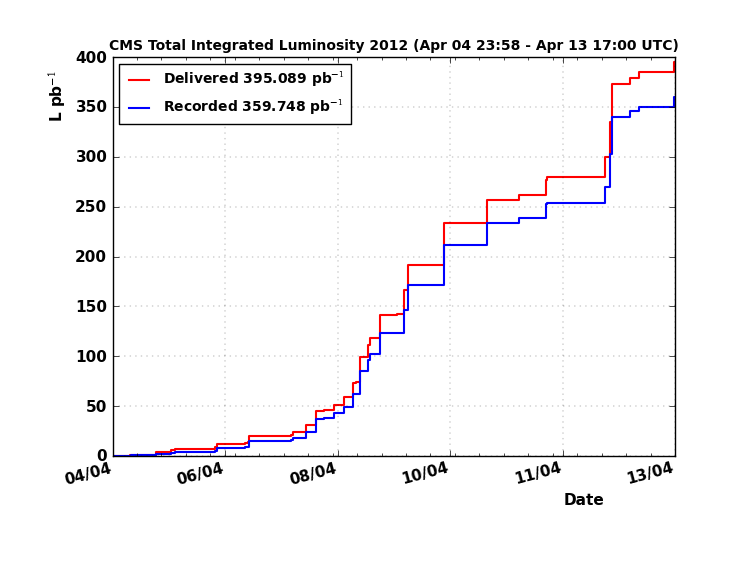 CMS Total Integrated Luminosity 2012 (Apr 04 23:58 - Apr 13 17:00 UTC)
L pb⁻¹
Delivered 395.089 pb⁻¹
Recorded 359.748 pb⁻¹
400
350
300
250
200
150
100
50
0
04/04 06/04 08/04 10/04 11/04 13/04
Date